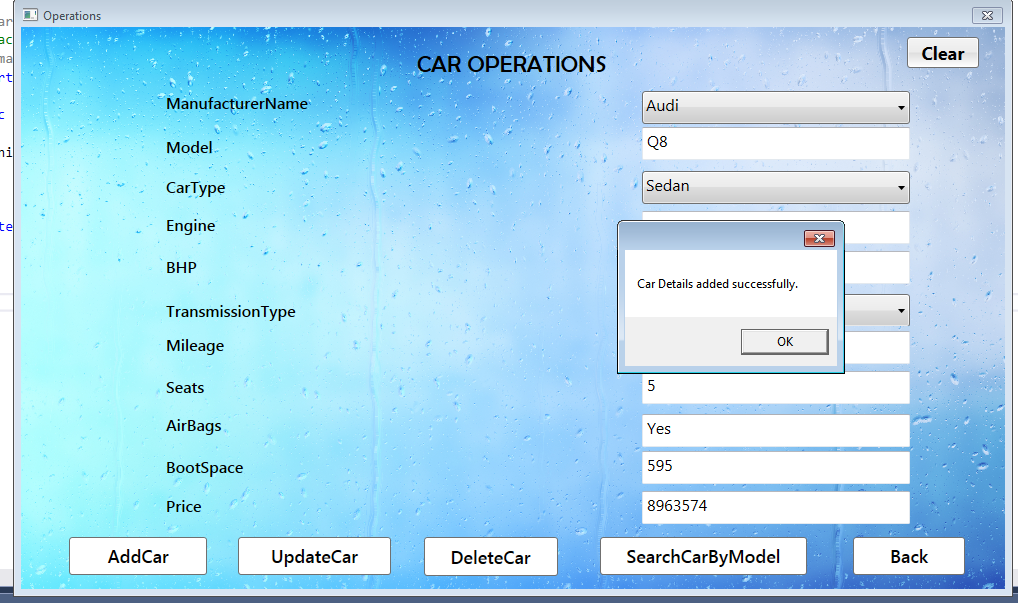 Operations
Clear
CAR OPERATIONS
ManufacturerName
Audi
Model
Q8
CarType
Sedan
Engine
BHP
Car Details added successfully.
TransmissionType
OK
Mileage
Seats
5
AirBags
Yes
BootSpace
595
Price
8963574
AddCar
UpdateCar
DeleteCar
SearchCarByModel
Back